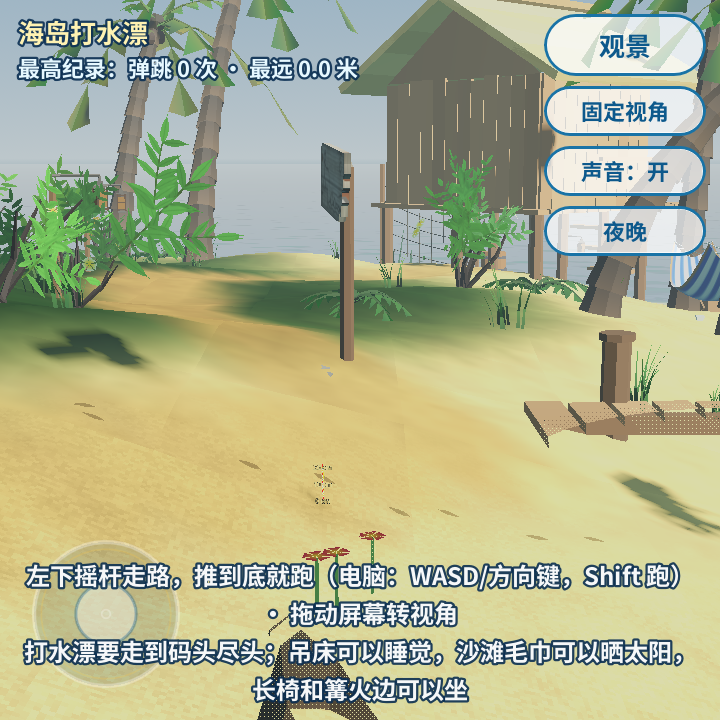 海岛打水漂
最高纪录：弹跳 0 次 · 最远 0.0 米
观景
固定视角
声音：开
夜晚
左下摇杆走路，推到底就跑（电脑：WASD/方向键，Shift 跑）
· 拖动屏幕转视角
打水漂要走到码头尽头；吊床可以睡觉，沙滩毛巾可以晒太阳，
长椅和篝火边可以坐